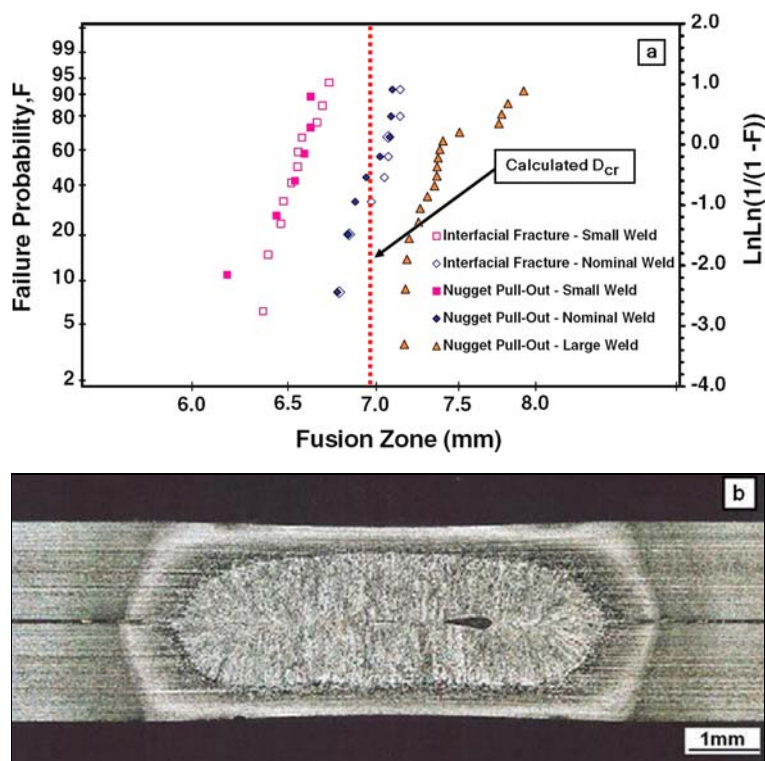 a
Failure Probability,F
99
95
90
80
60
40
20
10
5
2
2.0
1.0
0.0
-1.0
-2.0
-3.0
-4.0
LnLn(1/(1 -F))
Calculated Dcr
Interfacial Fracture - Small Weld
Interfacial Fracture - Nominal Weld
Nugget Pull-Out - Small Weld
Nugget Pull-Out - Nominal Weld
Nugget Pull-Out - Large Weld
6.0 6.5 7.0 7.5 8.0
Fusion Zone (mm)
b
1mm